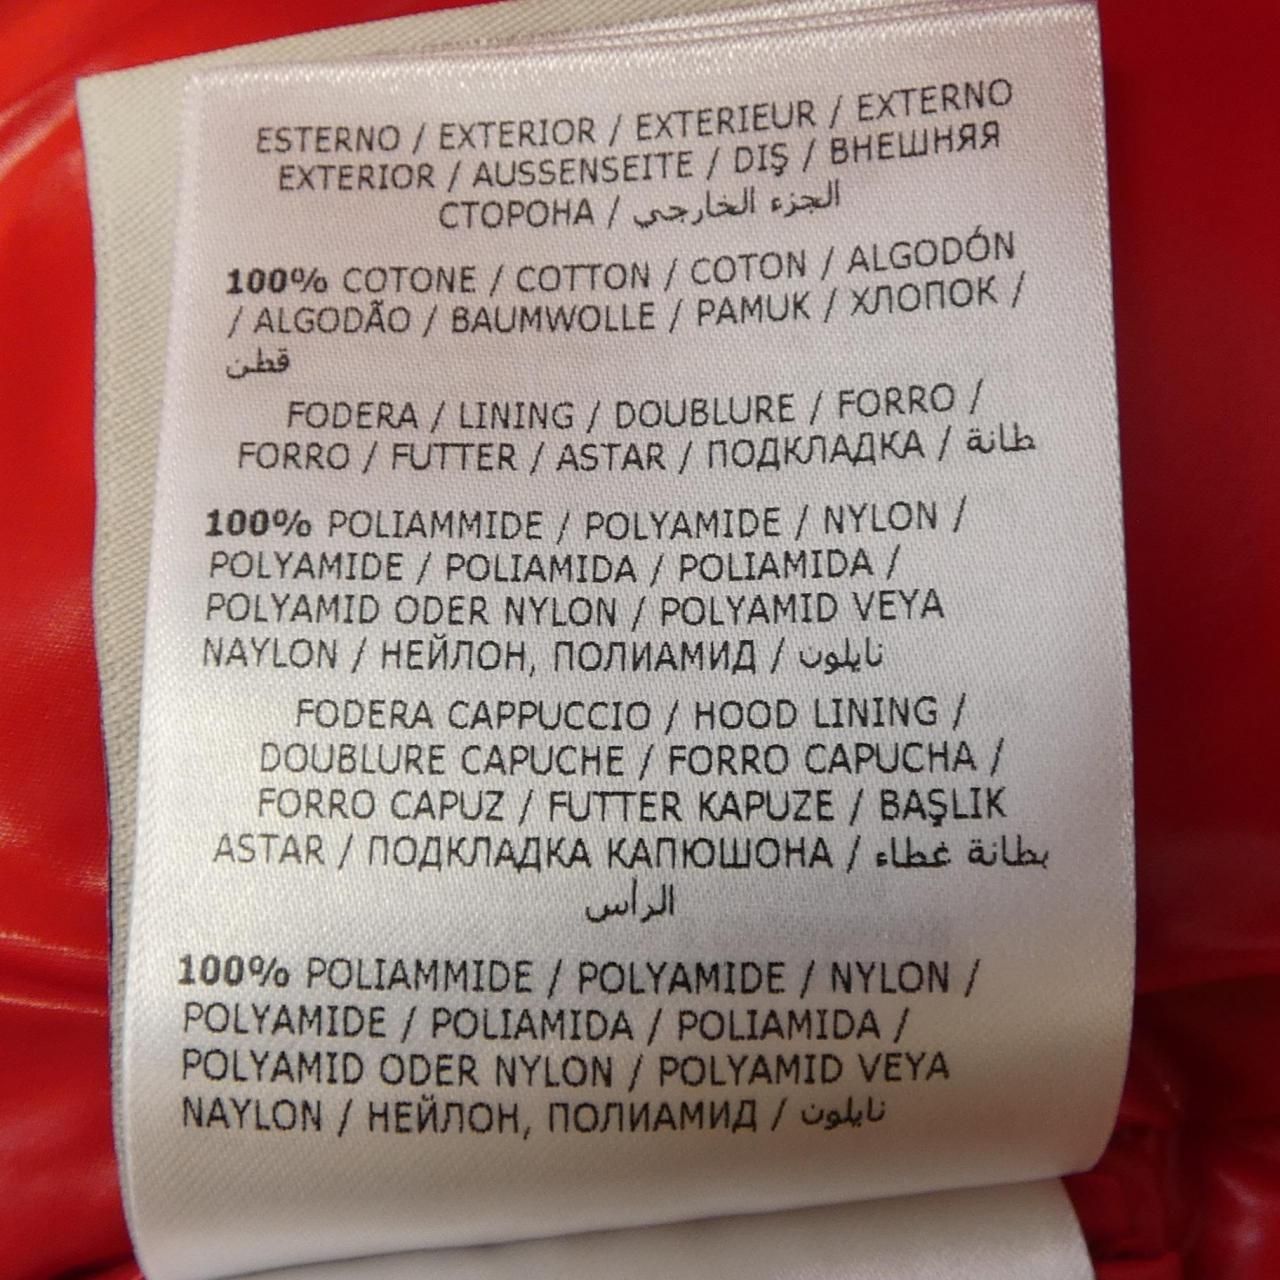 ESTERNO / EXTERIOR / EXTERIEUR / EXTERNO
EXTERIOR / AUSSENSEITE / DIŞ / ВНЕШНЯЯ
СТОРОНА / الجزء الخارجي
100% COTONE / COTTON / COTON / ALGODÓN
/ ALGODÃO / BAUMWOLLE / PAMUK / ХЛОПОК /
قطن
FODERA / LINING / DOUBLURE / FORRO /
FORRO / FUTTER / ASTAR / ПОДКЛАДКА / طانة
100% POLIAMMIDE / POLYAMIDE / NYLON /
POLYAMIDE / POLIAMIDA / POLIAMIDA /
POLYAMID ODER NYLON / POLYAMID VEYA
NAYLON / НЕЙЛОН, ПОЛИАМИД / نايلون
FODERA CAPPUCCIO / HOOD LINING /
DOUBLURE CAPUCHE / FORRO CAPUCHA /
FORRO CAPUZ / FUTTER KAPUZE / BAŞLIK
ASTAR / ПОДКЛАДКА КАПЮШОНА / بطانة غطاء
الرأس
100% POLIAMMIDE / POLYAMIDE / NYLON /
POLYAMIDE / POLIAMIDA / POLIAMIDA /
POLYAMID ODER NYLON / POLYAMID VEYA
NAYLON / НЕЙЛОН, ПОЛИАМИД / نايلون